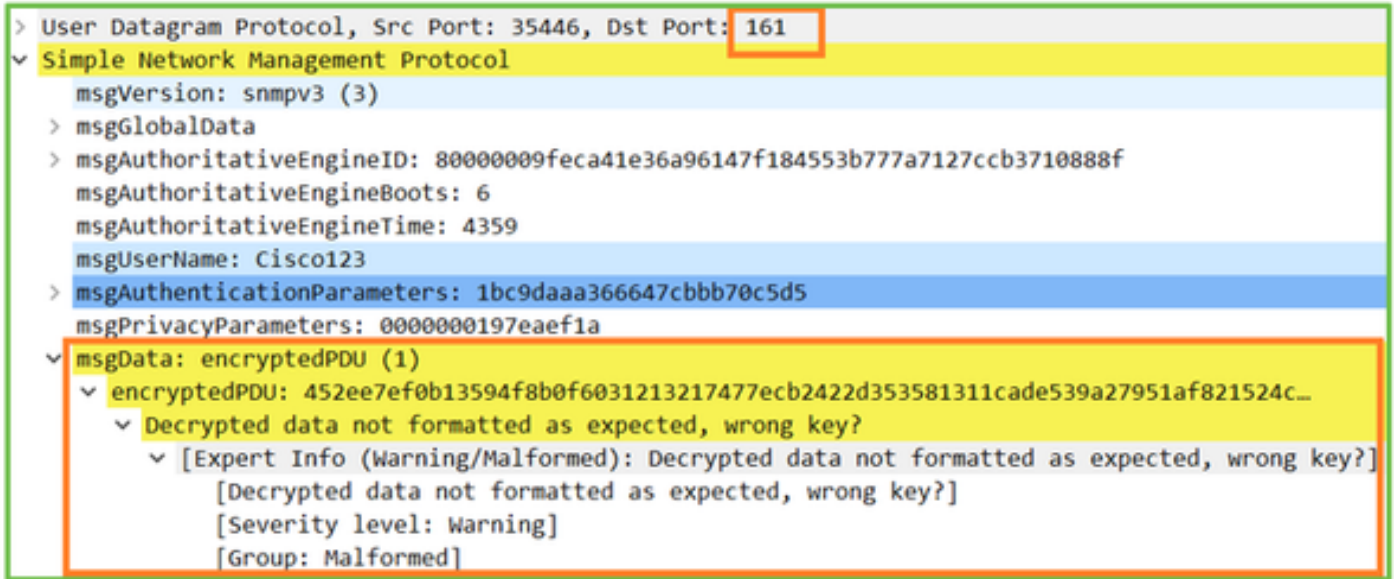 > User Datagram Protocol, Src Port: 35446, Dst Port: 161
Simple Network Management Protocol
msgVersion: snmpv3 (3)
> msgGlobalData
> msgAuthoritativeEngineID: 80000009feca41e36a96147f184553b777a7127ccb3710888f
msgAuthoritativeEngineBoots: 6
msgAuthoritativeEngineTime: 4359
msgUserName: Cisco123
> msgAuthenticationParameters: 1bc9daaa366647cbbb70c5d5
msgPrivacyParameters: 0000000197eaef1a
msgData: encryptedPDU (1)
encryptedPDU: 452ee7ef0b13594f8b0f6031213217477ecb2422d353581311cade539a27951af821524c…
Decrypted data not formatted as expected, wrong key?
[Expert Info (Warning/Malformed): Decrypted data not formatted as expected, wrong key?]
[Decrypted data not formatted as expected, wrong key?]
[Severity level: Warning]
[Group: Malformed]